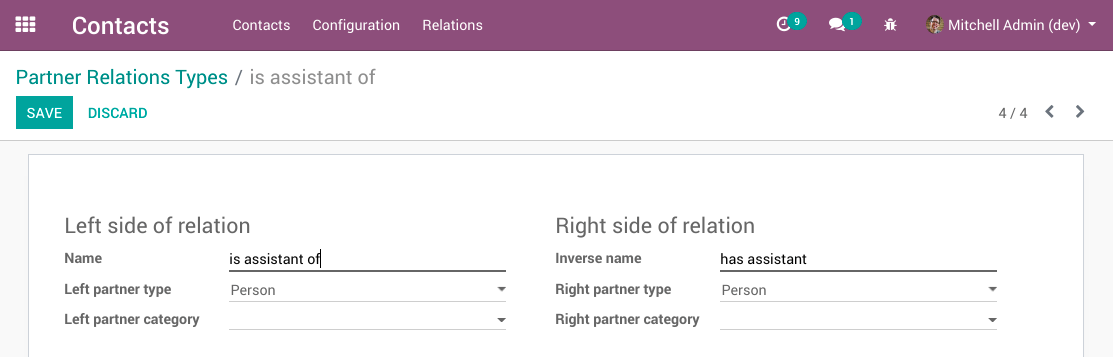 Contacts Contacts Configuration Relations 9 1 Mitchell Admin (dev)
Partner Relations Types / is assistant of
SAVE DISCARD 4 / 4
Left side of relation Right side of relation
Name is assistant of Inverse name has assistant
Left partner type Person Right partner type Person
Left partner category Right partner category